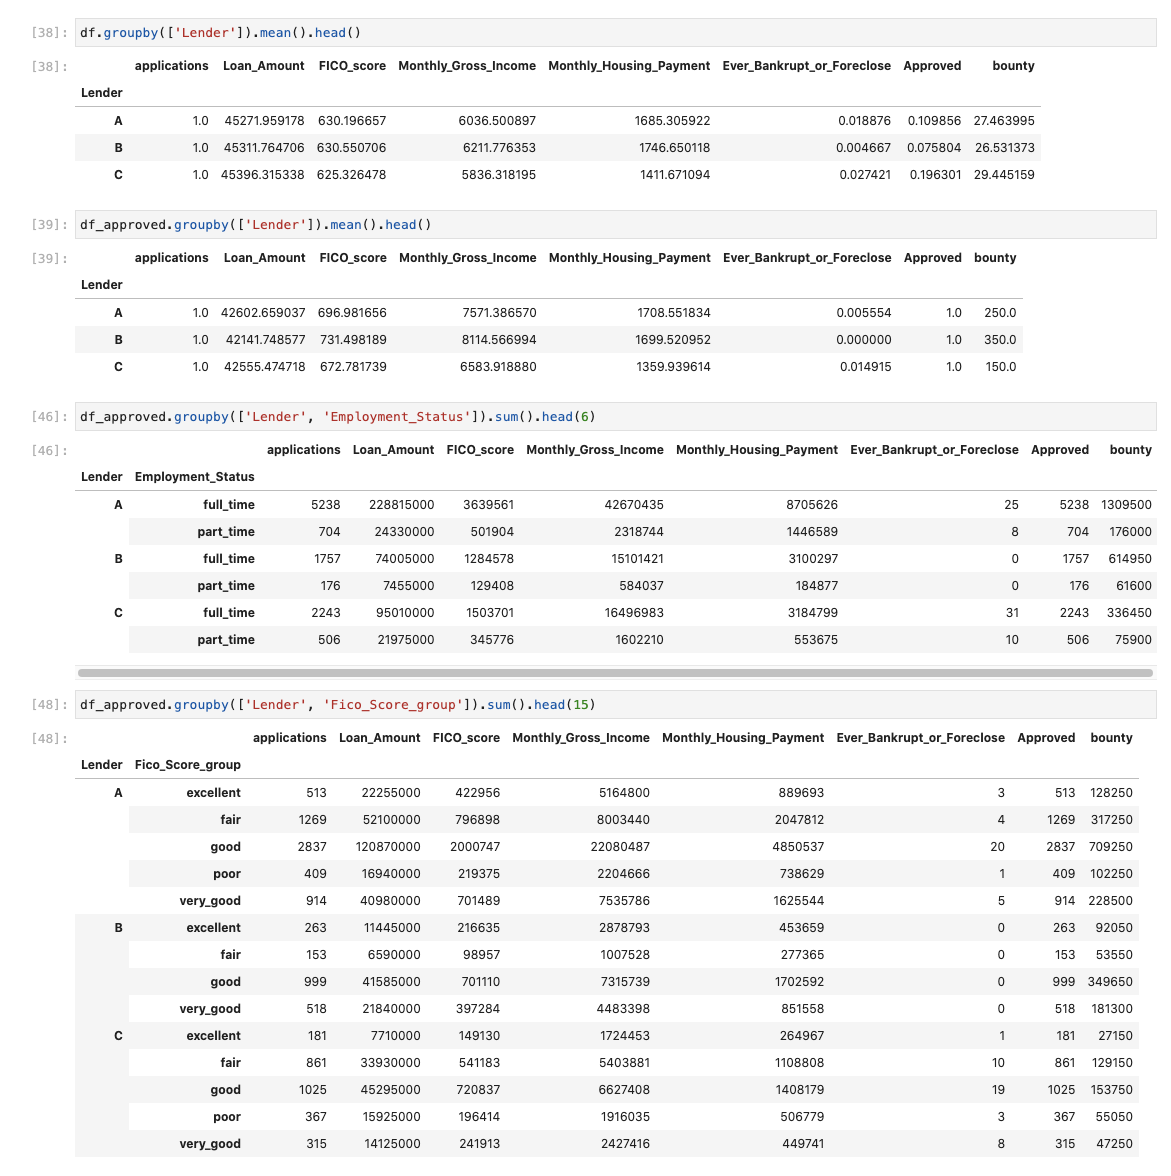 [38]: df.groupby(['Lender']).mean().head()
[38]: applications Loan_Amount FICO_score Monthly_Gross_Income Monthly_Housing_Payment Ever_Bankrupt_or_Foreclose Approved bounty
Lender
A 1.0 45271.959178 630.196657 6036.500897 1685.305922 0.018876 0.109856 27.463995
B 1.0 45311.764706 630.550706 6211.776353 1746.650118 0.004667 0.075804 26.531373
C 1.0 45396.315338 625.326478 5836.318195 1411.671094 0.027421 0.196301 29.445159
[39]: df_approved.groupby(['Lender']).mean().head()
[39]: applications Loan_Amount FICO_score Monthly_Gross_Income Monthly_Housing_Payment Ever_Bankrupt_or_Foreclose Approved bounty
Lender
A 1.0 42602.659037 696.981656 7571.386570 1708.551834 0.005554 1.0 250.0
B 1.0 42141.748577 731.498189 8114.566994 1699.520952 0.000000 1.0 350.0
C 1.0 42555.474718 672.781739 6583.918880 1359.939614 0.014915 1.0 150.0
[46]: df_approved.groupby(['Lender', 'Employment_Status']).sum().head(6)
[46]: applications Loan_Amount FICO_score Monthly_Gross_Income Monthly_Housing_Payment Ever_Bankrupt_or_Foreclose Approved bounty
Lender Employment_Status
A full_time 5238 228815000 3639561 42670435 8705626 25 5238 1309500
part_time 704 24330000 501904 2318744 1446589 8 704 176000
B full_time 1757 74005000 1284578 15101421 3100297 0 1757 614950
part_time 176 7455000 129408 584037 184877 0 176 61600
C full_time 2243 95010000 1503701 16496983 3184799 31 2243 336450
part_time 506 21975000 345776 1602210 553675 10 506 75900
[48]: df_approved.groupby(['Lender', 'Fico_Score_group']).sum().head(15)
[48]: applications Loan_Amount FICO_score Monthly_Gross_Income Monthly_Housing_Payment Ever_Bankrupt_or_Foreclose Approved bounty
Lender Fico_Score_group
A excellent 513 22255000 422956 5164800 889693 3 513 128250
fair 1269 52100000 796898 8003440 2047812 4 1269 317250
good 2837 120870000 2000747 22080487 4850537 20 2837 709250
poor 409 16940000 219375 2204666 738629 1 409 102250
very_good 914 40980000 701489 7535786 1625544 5 914 228500
B excellent 263 11445000 216635 2878793 453659 0 263 92050
fair 153 6590000 98957 1007528 277365 0 153 53550
good 999 41585000 701110 7315739 1702592 0 999 349650
very_good 518 21840000 397284 4483398 851558 0 518 181300
C excellent 181 7710000 149130 1724453 264967 1 181 27150
fair 861 33930000 541183 5403881 1108808 10 861 129150
good 1025 45295000 720837 6627408 1408179 19 1025 153750
poor 367 15925000 196414 1916035 506779 3 367 55050
very_good 315 14125000 241913 2427416 449741 8 315 47250